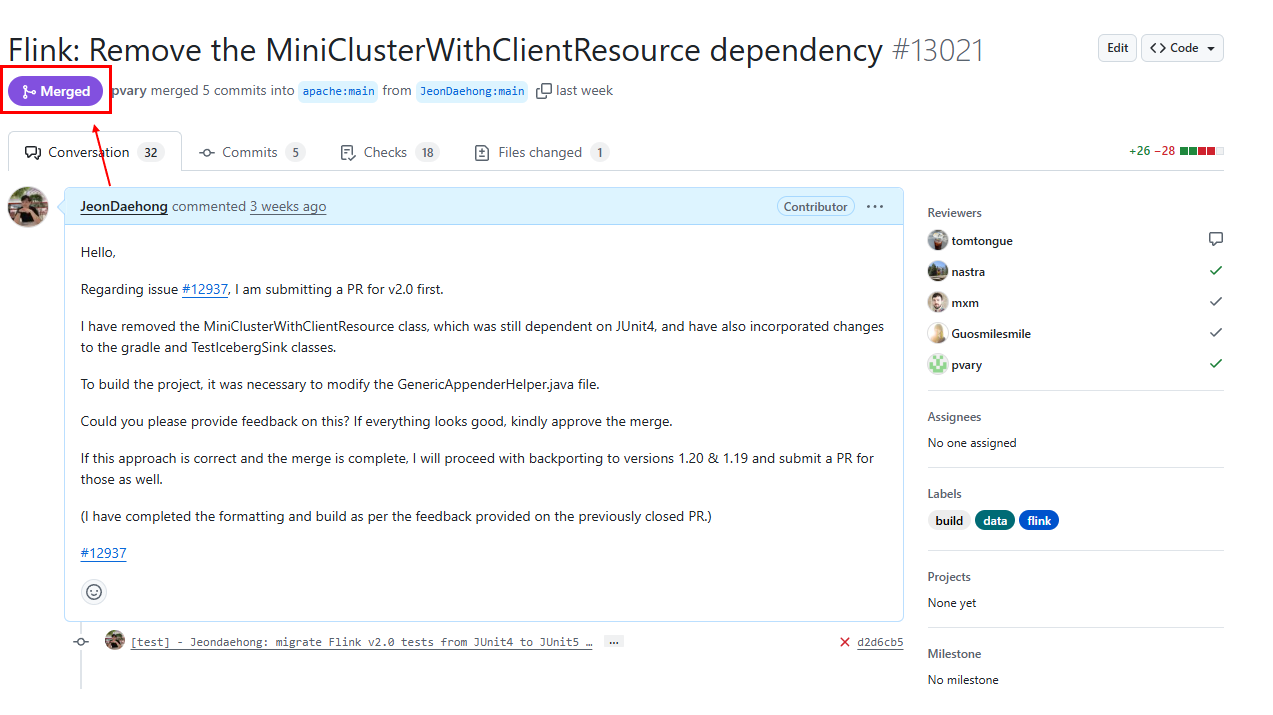 Flink: Remove the MiniClusterWithClientResource dependency #13021
Edit
Code
Merged
pvary merged 5 commits into apache:main from JeonDaehong:main last week
Conversation 32
Commits 5
Checks 18
Files changed 1
+26 −28
JeonDaehong commented 3 weeks ago
Contributor
Hello,
Regarding issue #12937, I am submitting a PR for v2.0 first.
I have removed the MiniClusterWithClientResource class, which was still dependent on JUnit4, and have also incorporated changes
to the gradle and TestIcebergSink classes.
To build the project, it was necessary to modify the GenericAppenderHelper.java file.
Could you please provide feedback on this? If everything looks good, kindly approve the merge.
If this approach is correct and the merge is complete, I will proceed with backporting to versions 1.20 & 1.19 and submit a PR for
those as well.
(I have completed the formatting and build as per the feedback provided on the previously closed PR.)
#12937
[test] - Jeondaehong: migrate Flink v2.0 tests from JUnit4 to JUnit5 …
d2d6cb5
Reviewers
tomtongue
nastra
mxm
Guosmilesmile
pvary
Assignees
No one assigned
Labels
build data flink
Projects
None yet
Milestone
No milestone